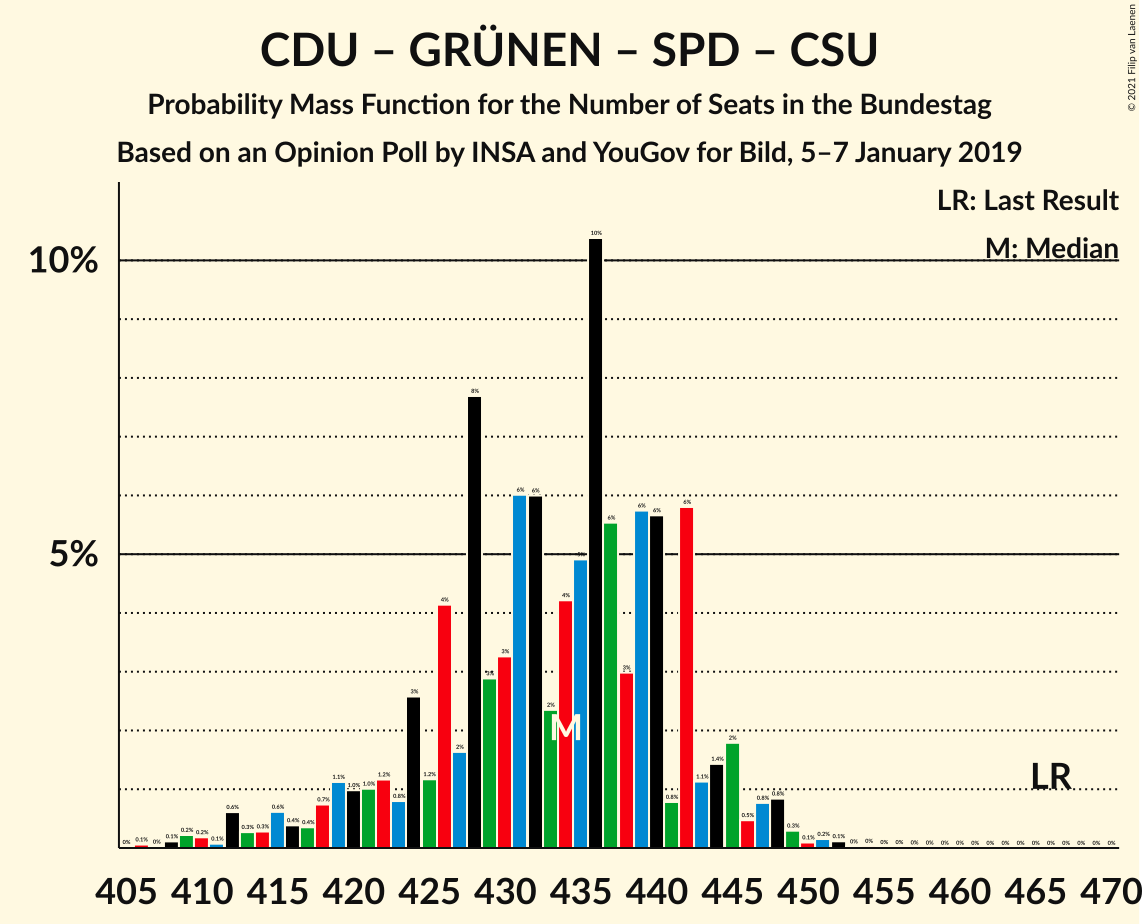 CDU – GRÜNEN – SPD – CSU
Probability Mass Function for the Number of Seats in the Bundestag
Based on an Opinion Poll by INSA and YouGov for Bild, 5–7 January 2019
© 2021 Filip van Laenen
LR: Last Result
M: Median
10%
5%
0% 0.1% 0% 0.1% 0.2% 0.2% 0.1% 0.6% 0.3% 0.3% 0.6% 0.4% 0.4% 0.7% 1.1% 1.0% 1.0% 1.2% 0.8% 3% 1.2% 4% 2% 8% 3% 3% 6% 6% 2% 4% 5% 10% 6% 3% 6% 6% 0.8% 6% 1.1% 1.4% 2% 0.5% 0.8% 0.8% 0.3% 0.1% 0.2% 0.1% 0% 0% 0% 0% 0% 0% 0% 0% 0% 0% 0% 0% 0% 0% 0% 0% 0% 0%
M
LR
405 410 415 420 425 430 435 440 445 450 455 460 465 470